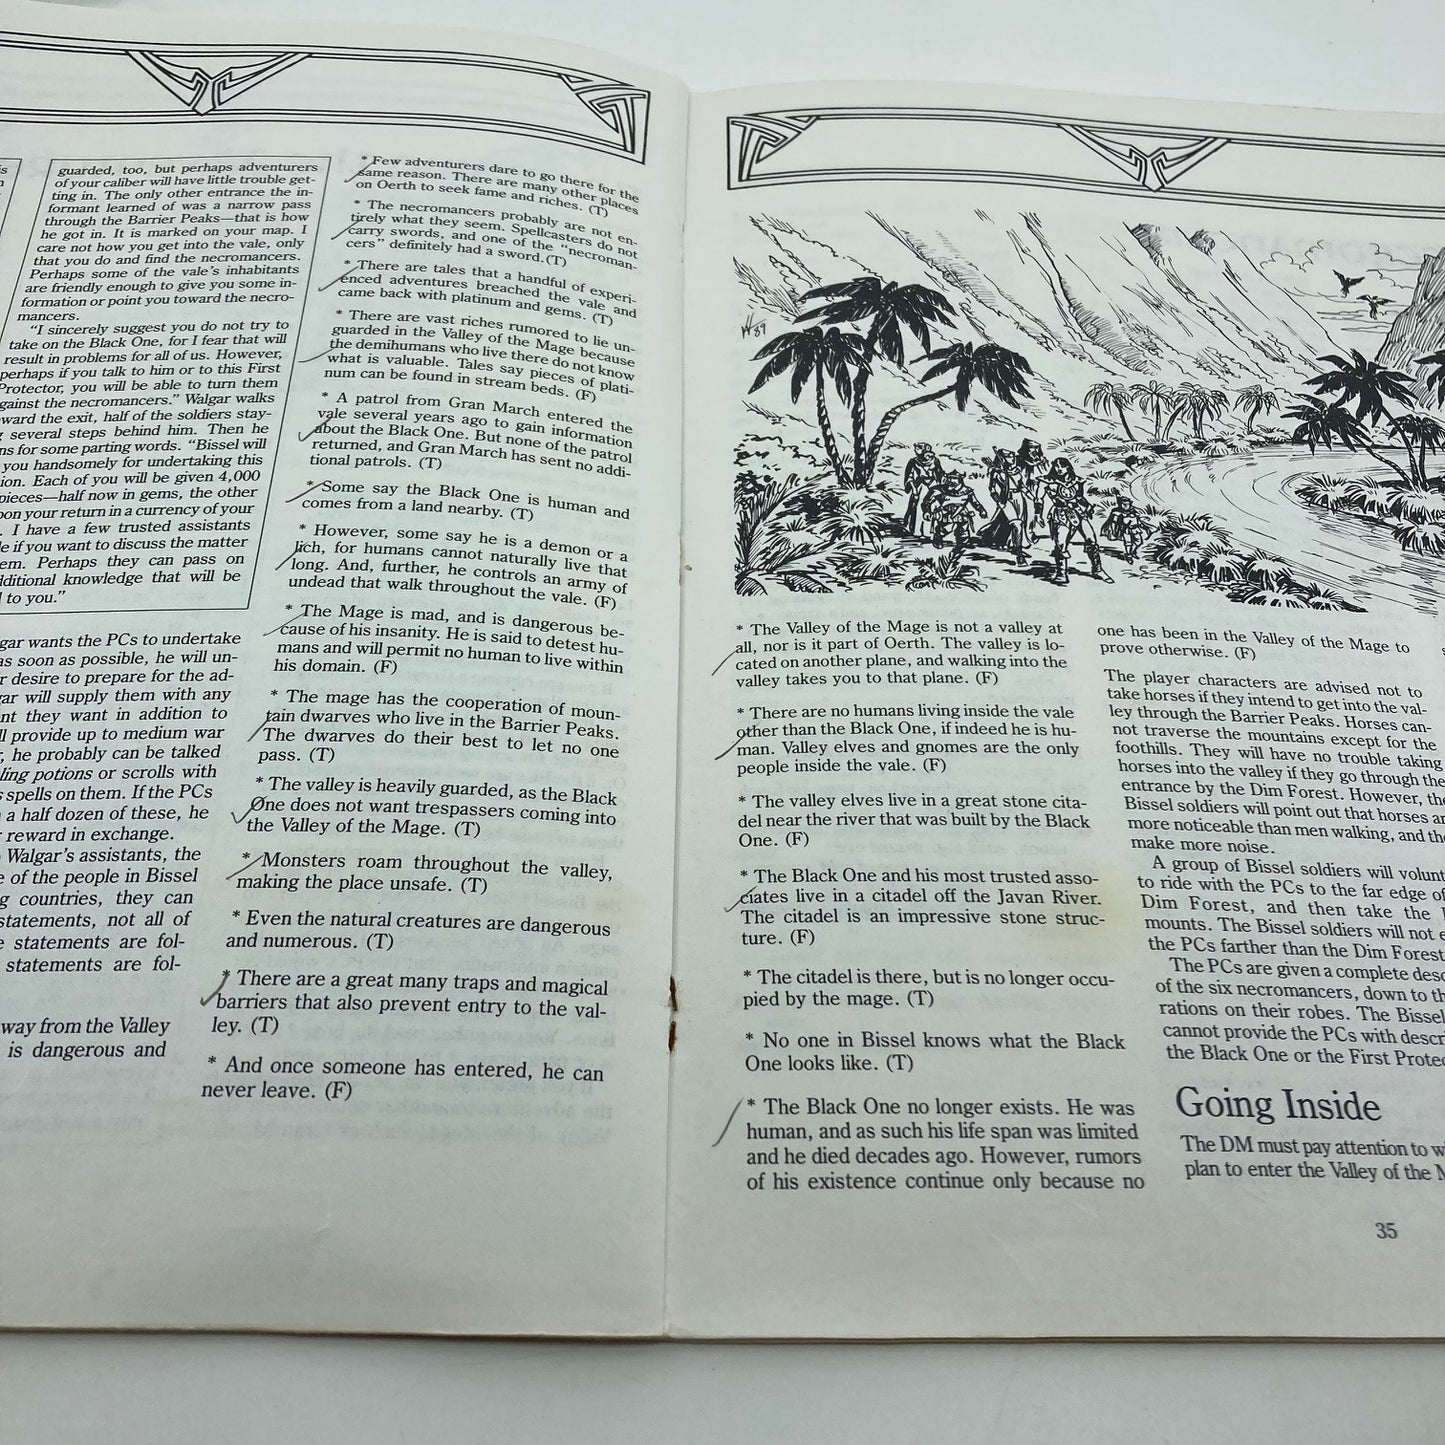 guarded, too, but perhaps adventurers
of your caliber will have little trouble get-
ting in. The only other entrance the in-
formant learned of was a narrow pass
through the Barrier Peaks—that is how
he got in. It is marked on your map. I
care not how you get into the vale, only
that you do and find the necromancers.
Perhaps some of the vale's inhabitants
are friendly enough to give you some in-
formation or point you toward the necro-
mancers.
"I sincerely suggest you do not try to
take on the Black One, for I fear that will
result in problems for all of us. However,
perhaps if you talk to him or to this First
Protector, you will be able to turn them
against the necromancers." Walgar walks
ward the exit, half of the soldiers stay-
several steps behind him. Then he
ns for some parting words. "Bissel will
you handsomely for undertaking this
ion. Each of you will be given 4,000
pieces—half now in gems, the other
on your return in a currency of your
. I have a few trusted assistants
e if you want to discuss the matter
em. Perhaps they can pass on
dditional knowledge that will be
l to you."
gar wants the PCs to undertake
as soon as possible, he will un-
r desire to prepare for the ad-
gar will supply them with any
nt they want in addition to
ll provide up to medium war
r, he probably can be talked
ling potions or scrolls with
s spells on them. If the PCs
a half dozen of these, he
r reward in exchange.
Walgar's assistants, the
e of the people in Bissel
g countries, they can
statements, not all of
e statements are fol-
statements are fol-
way from the Valley
is dangerous and
* Few adventurers dare to go there for the
same reason. There are many other places
on Oerth to seek fame and riches. (T)
* The necromancers probably are not en-
tirely what they seem. Spellcasters do not
carry swords, and one of the "necroman-
cers" definitely had a sword.(T)
* There are tales that a handful of experi-
enced adventures breached the vale and
came back with platinum and gems. (T)
* There are vast riches rumored to lie un-
guarded in the Valley of the Mage because
the demihumans who live there do not know
what is valuable. Tales say pieces of plati-
num can be found in stream beds. (F)
* A patrol from Gran March entered the
vale several years ago to gain information
about the Black One. But none of the patrol
returned, and Gran March has sent no addi-
tional patrols. (T)
* Some say the Black One is human and
comes from a land nearby. (T)
* However, some say he is a demon or a
lich, for humans cannot naturally live that
long. And, further, he controls an army of
undead that walk throughout the vale. (F)
* The Mage is mad, and is dangerous be-
cause of his insanity. He is said to detest hu-
mans and will permit no human to live within
his domain. (F)
* The mage has the cooperation of moun-
tain dwarves who live in the Barrier Peaks.
The dwarves do their best to let no one
pass. (T)
* The valley is heavily guarded, as the Black
One does not want trespassers coming into
the Valley of the Mage. (T)
* Monsters roam throughout the valley,
making the place unsafe. (T)
* Even the natural creatures are dangerous
and numerous. (T)
* There are a great many traps and magical
barriers that also prevent entry to the val-
ley. (T)
* And once someone has entered, he can
never leave. (F)
89
* The Valley of the Mage is not a valley at
all, nor is it part of Oerth. The valley is lo-
cated on another plane, and walking into the
valley takes you to that plane. (F)
* There are no humans living inside the vale
other than the Black One, if indeed he is hu-
man. Valley elves and gnomes are the only
people inside the vale. (F)
* The valley elves live in a great stone cita-
del near the river that was built by the Black
One. (F)
* The Black One and his most trusted asso-
ciates live in a citadel off the Javan River.
The citadel is an impressive stone struc-
ture. (F)
* The citadel is there, but is no longer occu-
pied by the mage. (T)
* No one in Bissel knows what the Black
One looks like. (T)
* The Black One no longer exists. He was
human, and as such his life span was limited
and he died decades ago. However, rumors
of his existence continue only because no
one has been in the Valley of the Mage to
prove otherwise. (F)
The player characters are advised not to
take horses if they intend to get into the val-
ley through the Barrier Peaks. Horses can-
not traverse the mountains except for the
foothills. They will have no trouble taking
horses into the valley if they go through the
entrance by the Dim Forest. However, the
Bissel soldiers will point out that horses ar
more noticeable than men walking, and the
make more noise.
A group of Bissel soldiers will volunt
to ride with the PCs to the far edge of
Dim Forest, and then take the
mounts. The Bissel soldiers will not e
the PCs farther than the Dim Forest
The PCs are given a complete desc
of the six necromancers, down to th
rations on their robes. The Bissel
cannot provide the PCs with descr
the Black One or the First Protec
Going Inside
The DM must pay attention to w
plan to enter the Valley of the M
35